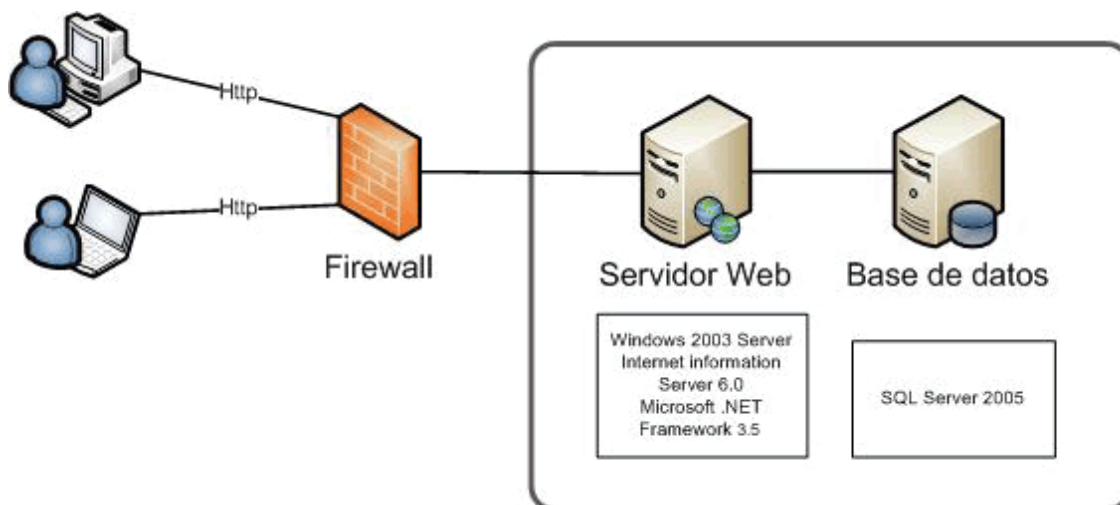 Http
Http
Firewall
Servidor Web
Base de datos
Windows 2003 Server
Internet information
Server 6.0
Microsoft .NET
Framework 3.5
SQL Server 2005